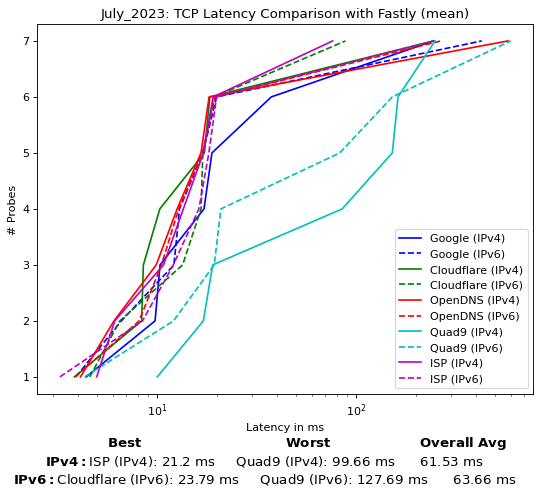 July_2023: TCP Latency Comparison with Fastly (mean)
# Probes
7
6
5
4
3
2
1
Google (IPv4)
Google (IPv6)
Cloudflare (IPv4)
Cloudflare (IPv6)
OpenDNS (IPv4)
OpenDNS (IPv6)
Quad9 (IPv4)
Quad9 (IPv6)
ISP (IPv4)
ISP (IPv6)
10¹ 10²
Latency in ms
Best Worst Overall Avg
IPv4: ISP (IPv4): 21.2 ms Quad9 (IPv4): 99.66 ms 61.53 ms
IPv6: Cloudflare (IPv6): 23.79 ms Quad9 (IPv6): 127.69 ms 63.66 ms